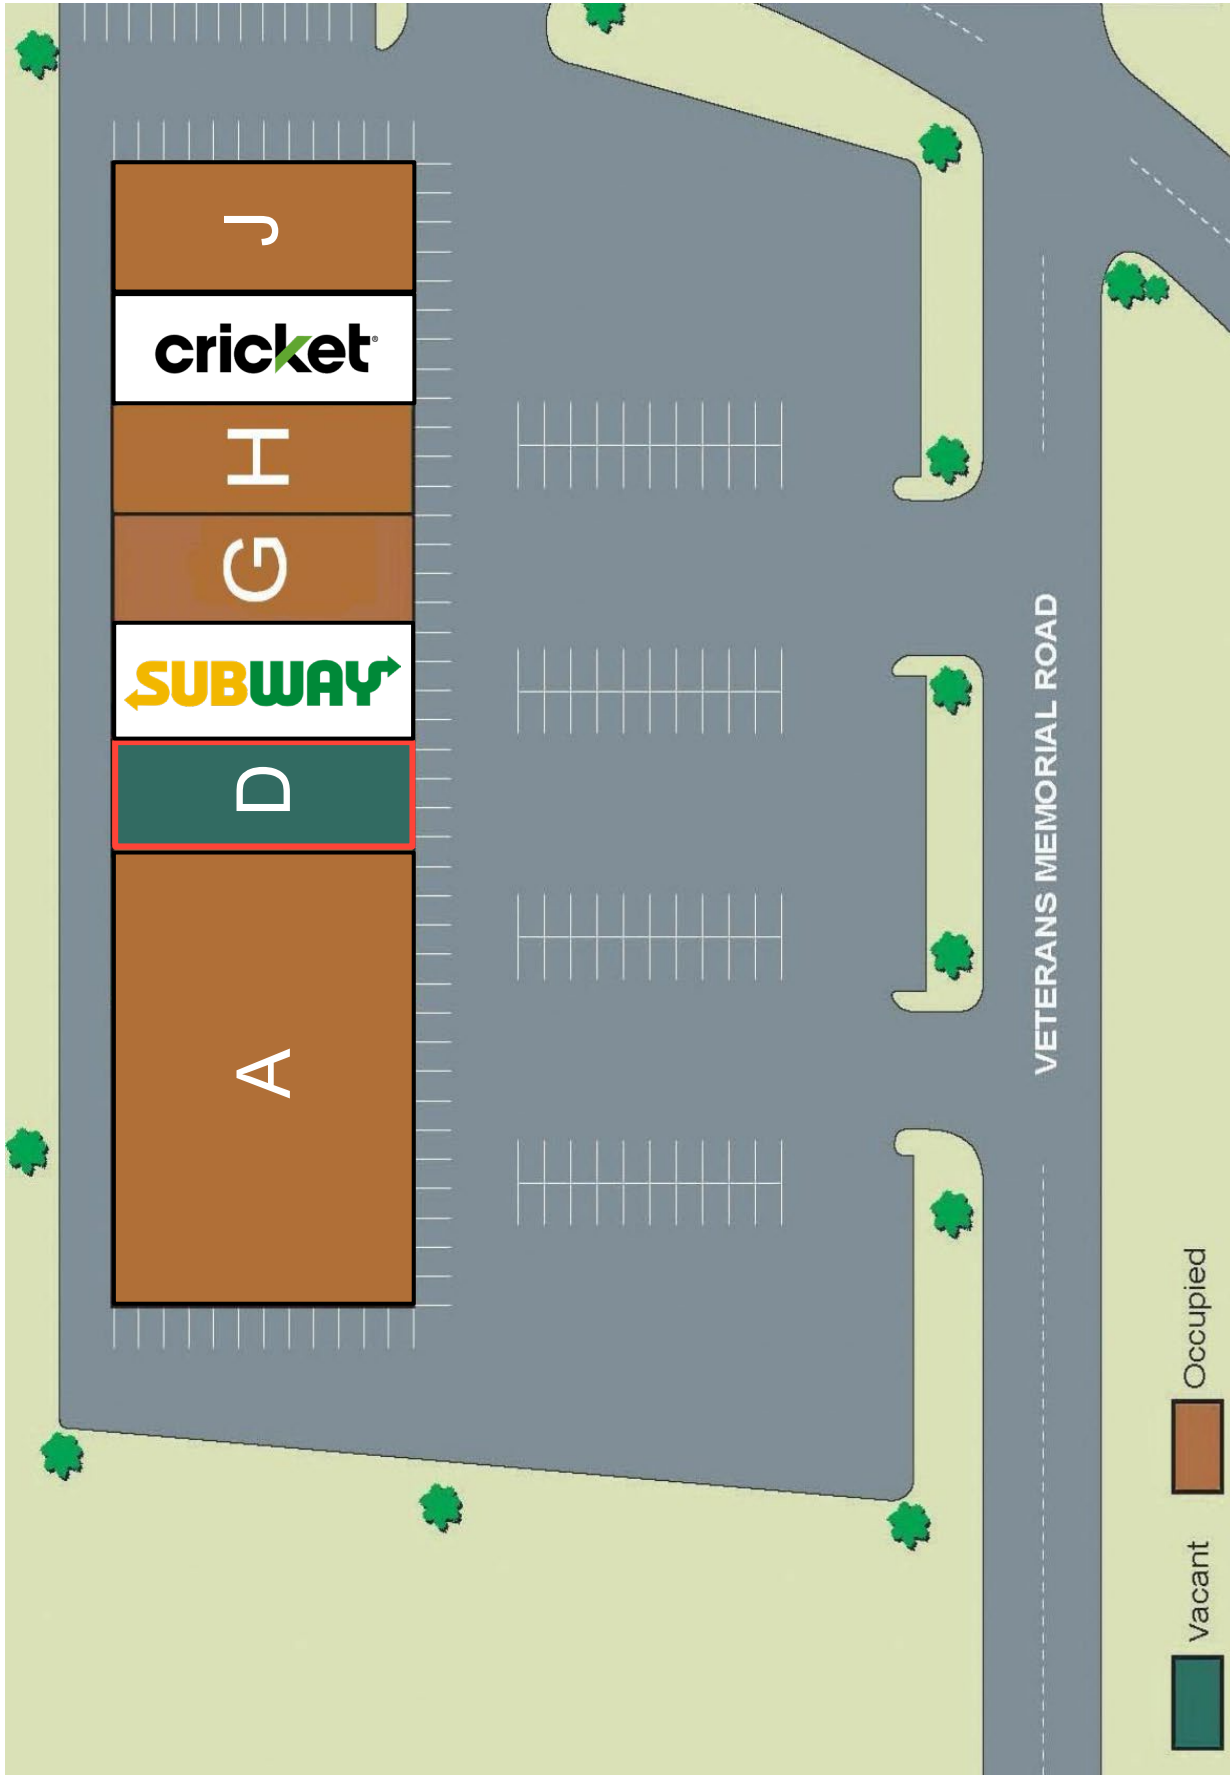 J
cricket®
H
G
SUBWAY
D
A
VETERANS MEMORIAL ROAD
Occupied
Vacant